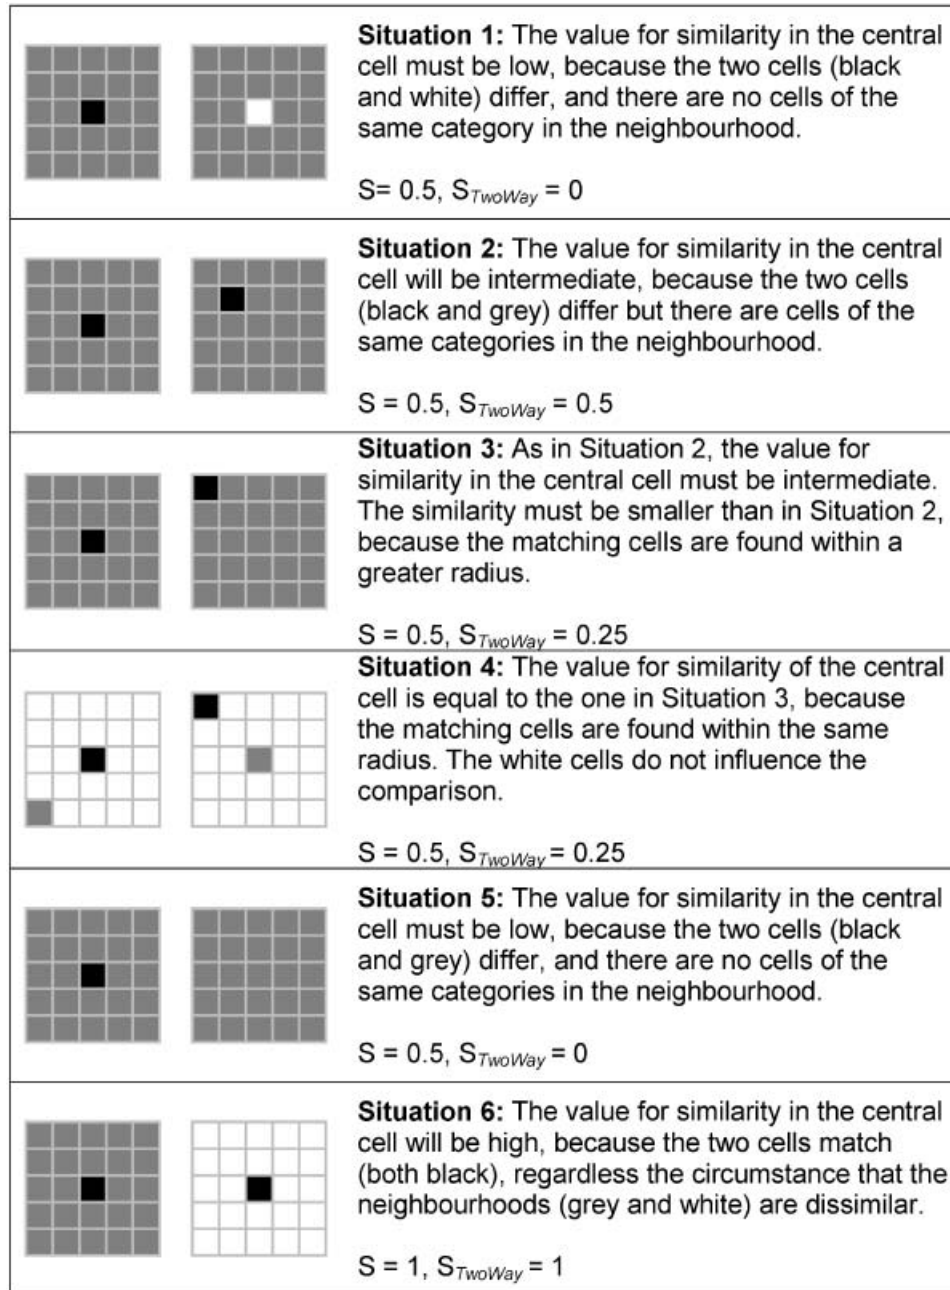 Situation 1: The value for similarity in the central
cell must be low, because the two cells (black
and white) differ, and there are no cells of the
same category in the neighbourhood.
S= 0.5, STwoWay = 0
Situation 2: The value for similarity in the central
cell will be intermediate, because the two cells
(black and grey) differ but there are cells of the
same categories in the neighbourhood.
S = 0.5, STwoWay = 0.5
Situation 3: As in Situation 2, the value for
similarity in the central cell must be intermediate.
The similarity must be smaller than in Situation 2,
because the matching cells are found within a
greater radius.
S = 0.5, STwoWay = 0.25
Situation 4: The value for similarity of the central
cell is equal to the one in Situation 3, because
the matching cells are found within the same
radius. The white cells do not influence the
comparison.
S = 0.5, STwoWay = 0.25
Situation 5: The value for similarity in the central
cell must be low, because the two cells (black
and grey) differ, and there are no cells of the
same categories in the neighbourhood.
S = 0.5, STwoWay = 0
Situation 6: The value for similarity in the central
cell will be high, because the two cells match
(both black), regardless the circumstance that the
neighbourhoods (grey and white) are dissimilar.
S = 1, STwoWay = 1